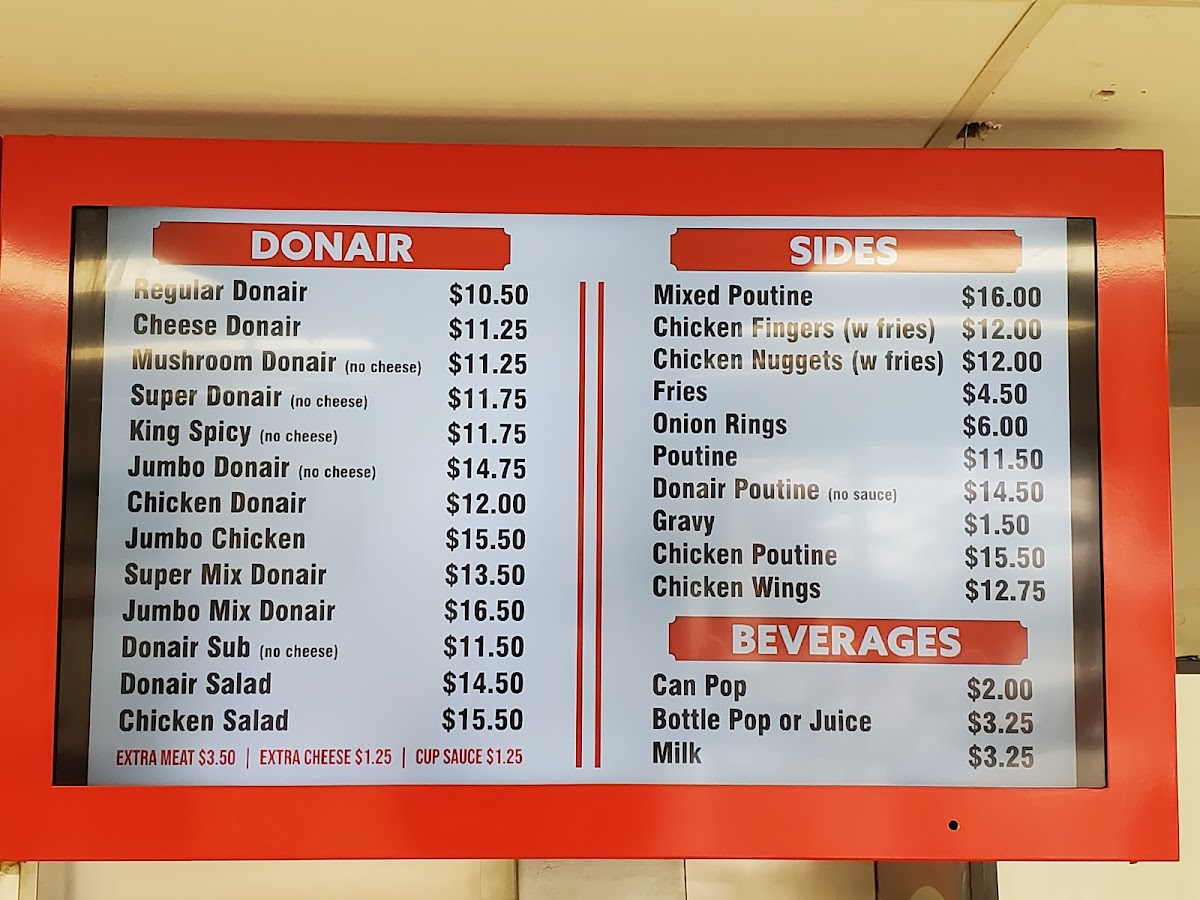 DONAIR
Regular Donair $10.50
Cheese Donair $11.25
Mushroom Donair (no cheese) $11.25
Super Donair (no cheese) $11.75
King Spicy (no cheese) $11.75
Jumbo Donair (no cheese) $14.75
Chicken Donair $12.00
Jumbo Chicken $15.50
Super Mix Donair $13.50
Jumbo Mix Donair $16.50
Donair Sub (no cheese) $11.50
Donair Salad $14.50
Chicken Salad $15.50
EXTRA MEAT $3.50 | EXTRA CHEESE $1.25 | CUP SAUCE $1.25
SIDES
Mixed Poutine $16.00
Chicken Fingers (w fries) $12.00
Chicken Nuggets (w fries) $12.00
Fries $4.50
Onion Rings $6.00
Poutine $11.50
Donair Poutine (no sauce) $14.50
Gravy $1.50
Chicken Poutine $15.50
Chicken Wings $12.75
BEVERAGES
Can Pop $2.00
Bottle Pop or Juice $3.25
Milk $3.25